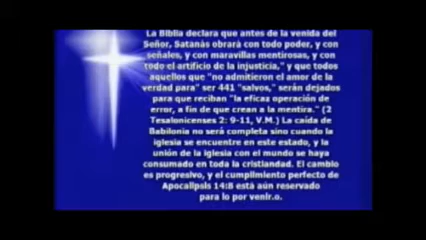 La Biblia declara que antes de la venida del
Señor, Satanás obrará con todo poder, y con
señales, y con maravillas mentirosas, y con
todo el artificio de la injusticia," y que todos
aquellos que "no admitieron el amor de la
verdad para" ser 441 "salvos," serán dejados
para que reciban "la eficaz operación de
error, a fin de que crean a la mentira." (2
Tesalonicenses 2: 9-11, V.M.) La caída de
Babilonia no será completa sino cuando la
iglesia se encuentre en este estado, y la
unión de la iglesia con el mundo se haya
consumado en toda la cristiandad. El cambio
es progresivo, y el cumplimiento perfecto de
Apocalipsis 14:8 está aún reservado
para lo por venir.o.